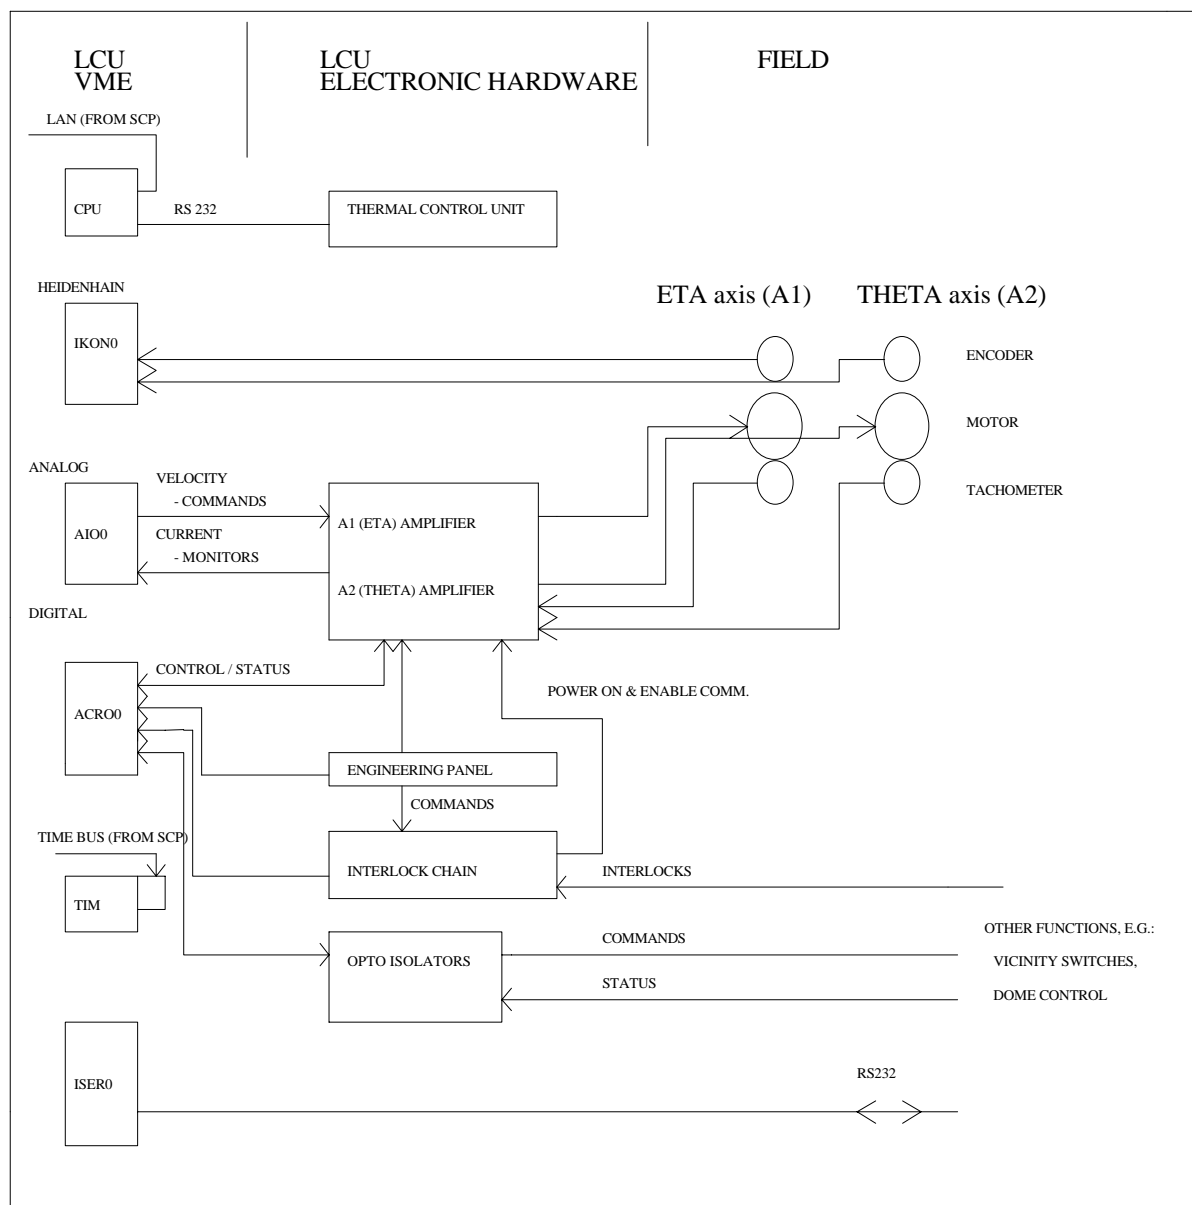 LCU
VME
LCU
ELECTRONIC HARDWARE
FIELD
LAN (FROM SCP)
CPU
RS 232
THERMAL CONTROL UNIT
HEIDENHAIN
IKON0
ETA axis (A1)
THETA axis (A2)
ENCODER
MOTOR
TACHOMETER
ANALOG
AIO0
VELOCITY
- COMMANDS
CURRENT
- MONITORS
A1 (ETA) AMPLIFIER
A2 (THETA) AMPLIFIER
DIGITAL
ACRO0
CONTROL / STATUS
POWER ON & ENABLE COMM.
ENGINEERING PANEL
COMMANDS
TIME BUS (FROM SCP)
TIM
INTERLOCK CHAIN
INTERLOCKS
OPTO ISOLATORS
COMMANDS
STATUS
OTHER FUNCTIONS, E.G.:
VICINITY SWITCHES,
DOME CONTROL
ISER0
RS232